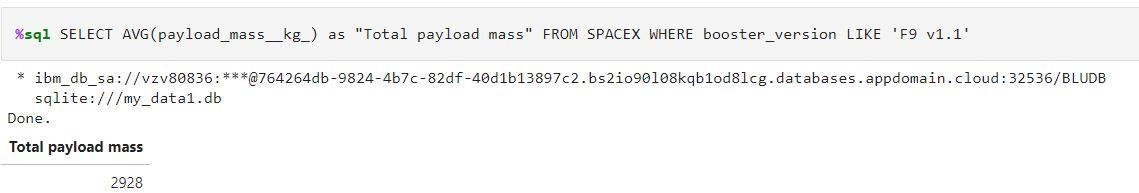 %sql SELECT AVG(payload_mass__kg_) as "Total payload mass" FROM SPACEX WHERE booster_version LIKE 'F9 v1.1'
* ibm_db_sa://vzv80836:***@764264db-9824-4b7c-82df-40d1b13897c2.bs2io90l08kqb1od8lcg.databases.appdomain.cloud:32536/BLUDB
sqlite:///my_data1.db
Done.
Total payload mass
2928